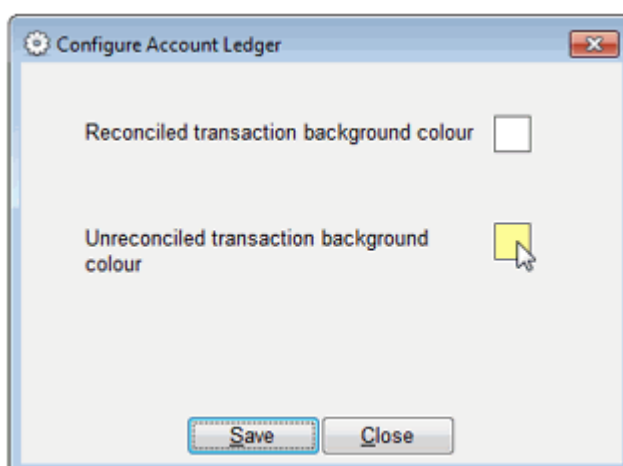 Configure Account Ledger
Reconciled transaction background colour
Unreconciled transaction background
colour
Save Close